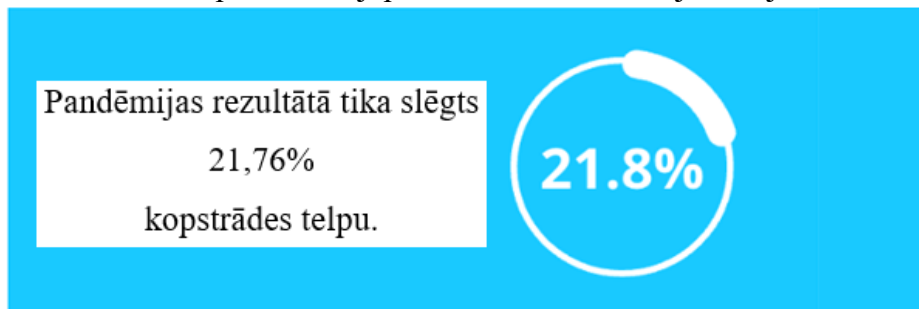 Pandēmijas rezultātā tika slēgts
21,76%
kopstrādes telpu.
21.8%